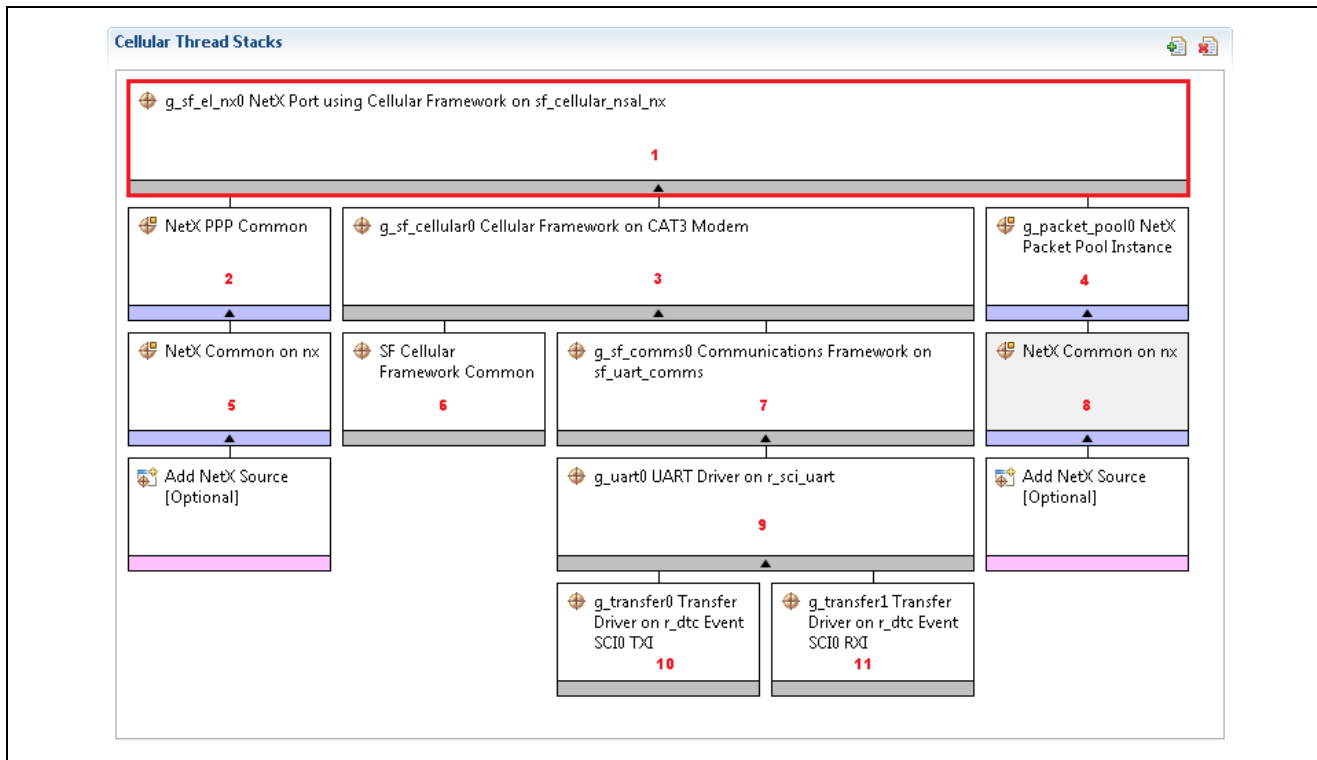 Cellular Thread Stacks
g_sf_el_nx0 NetX Port using Cellular Framework on sf_cellular_nsal_nx
1
NetX PPP Common
2
g_sf_cellular0 Cellular Framework on CAT3 Modem
3
g_packet_pool0 NetX
Packet Pool Instance
4
NetX Common on nx
5
SF Cellular
Framework Common
6
g_sf_comms0 Communications Framework on
sf_uart_comms
7
NetX Common on nx
8
Add NetX Source
[Optional]
g_uart0 UART Driver on r_sci_uart
9
Add NetX Source
[Optional]
g_transfer0 Transfer
Driver on r_dtc Event
SCI0 TXI
10
g_transfer1 Transfer
Driver on r_dtc Event
SCI0 RXI
11